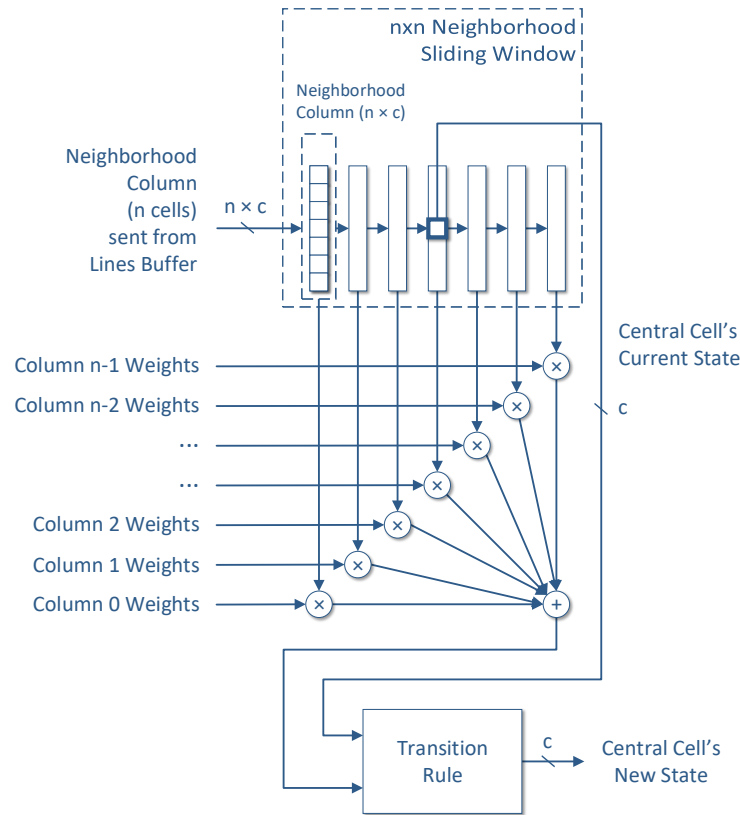 nxn Neighborhood
Sliding Window
Neighborhood
Column (n × c)
Neighborhood
Column
(n cells)
sent from
Lines Buffer
n × c
Central Cell's
Current State
c
Column n-1 Weights
×
Column n-2 Weights
×
...
×
...
×
Column 2 Weights
×
Column 1 Weights
×
Column 0 Weights
×
+
Transition
Rule
c
Central Cell's
New State